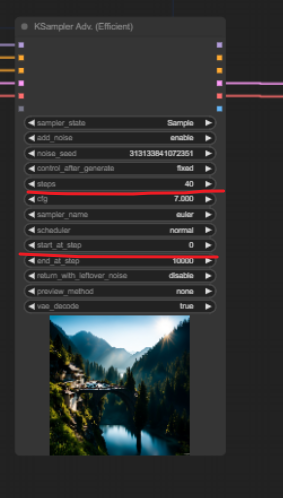 KSampler Adv. (Efficient)
sampler_state Sample
add_noise enable
noise_seed 313133841072351
control_after_generate fixed
steps 40
cfg 7.000
sampler_name euler
scheduler normal
start_at_step 0
end_at_step 10000
return_with_leftover_noise disable
preview_method none
vae_decode true